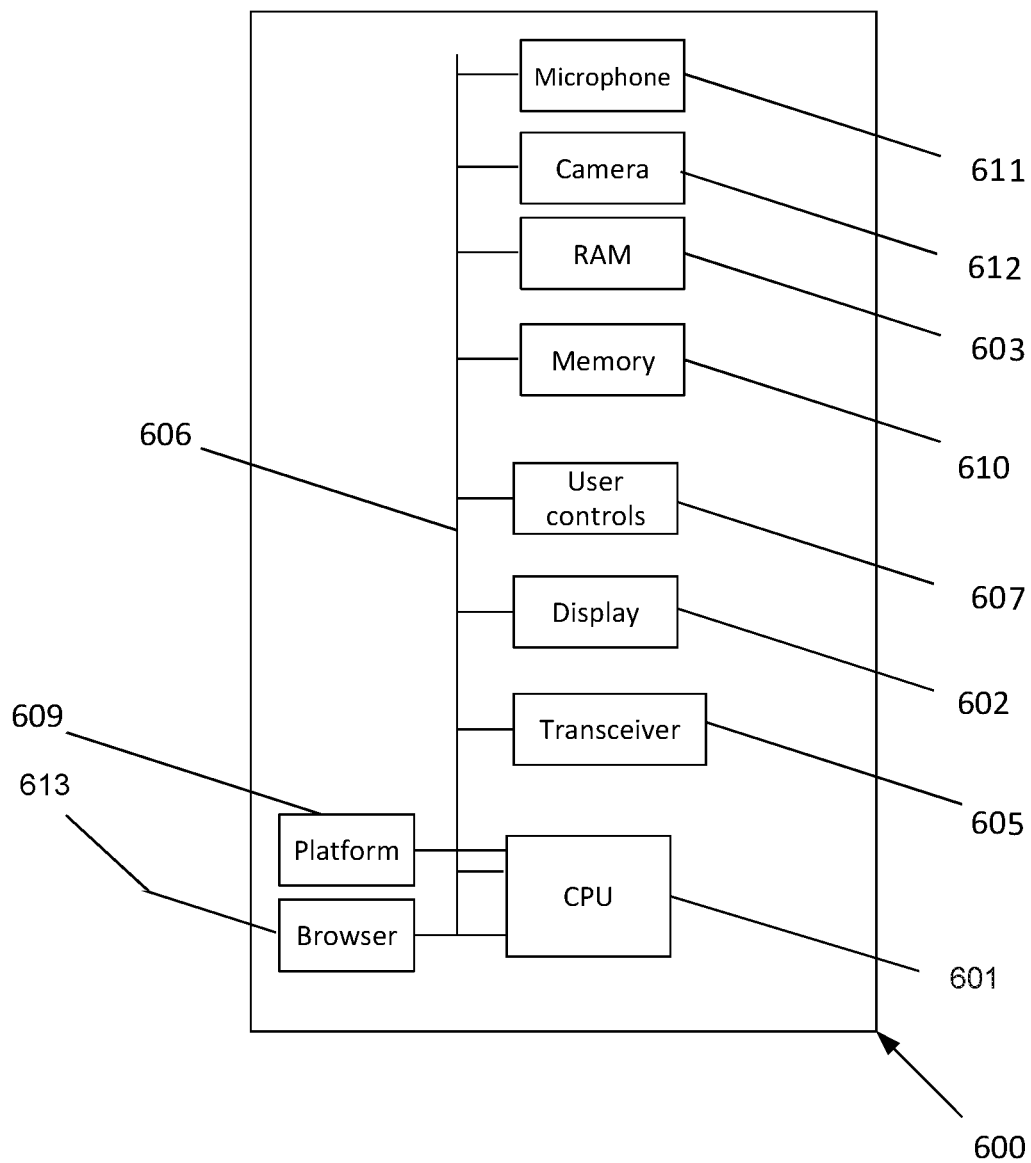 Microphone
611
Camera
612
RAM
603
Memory
610
606
User
controls
607
Display
602
609
Transceiver
613
605
Platform
CPU
Browser
601
600